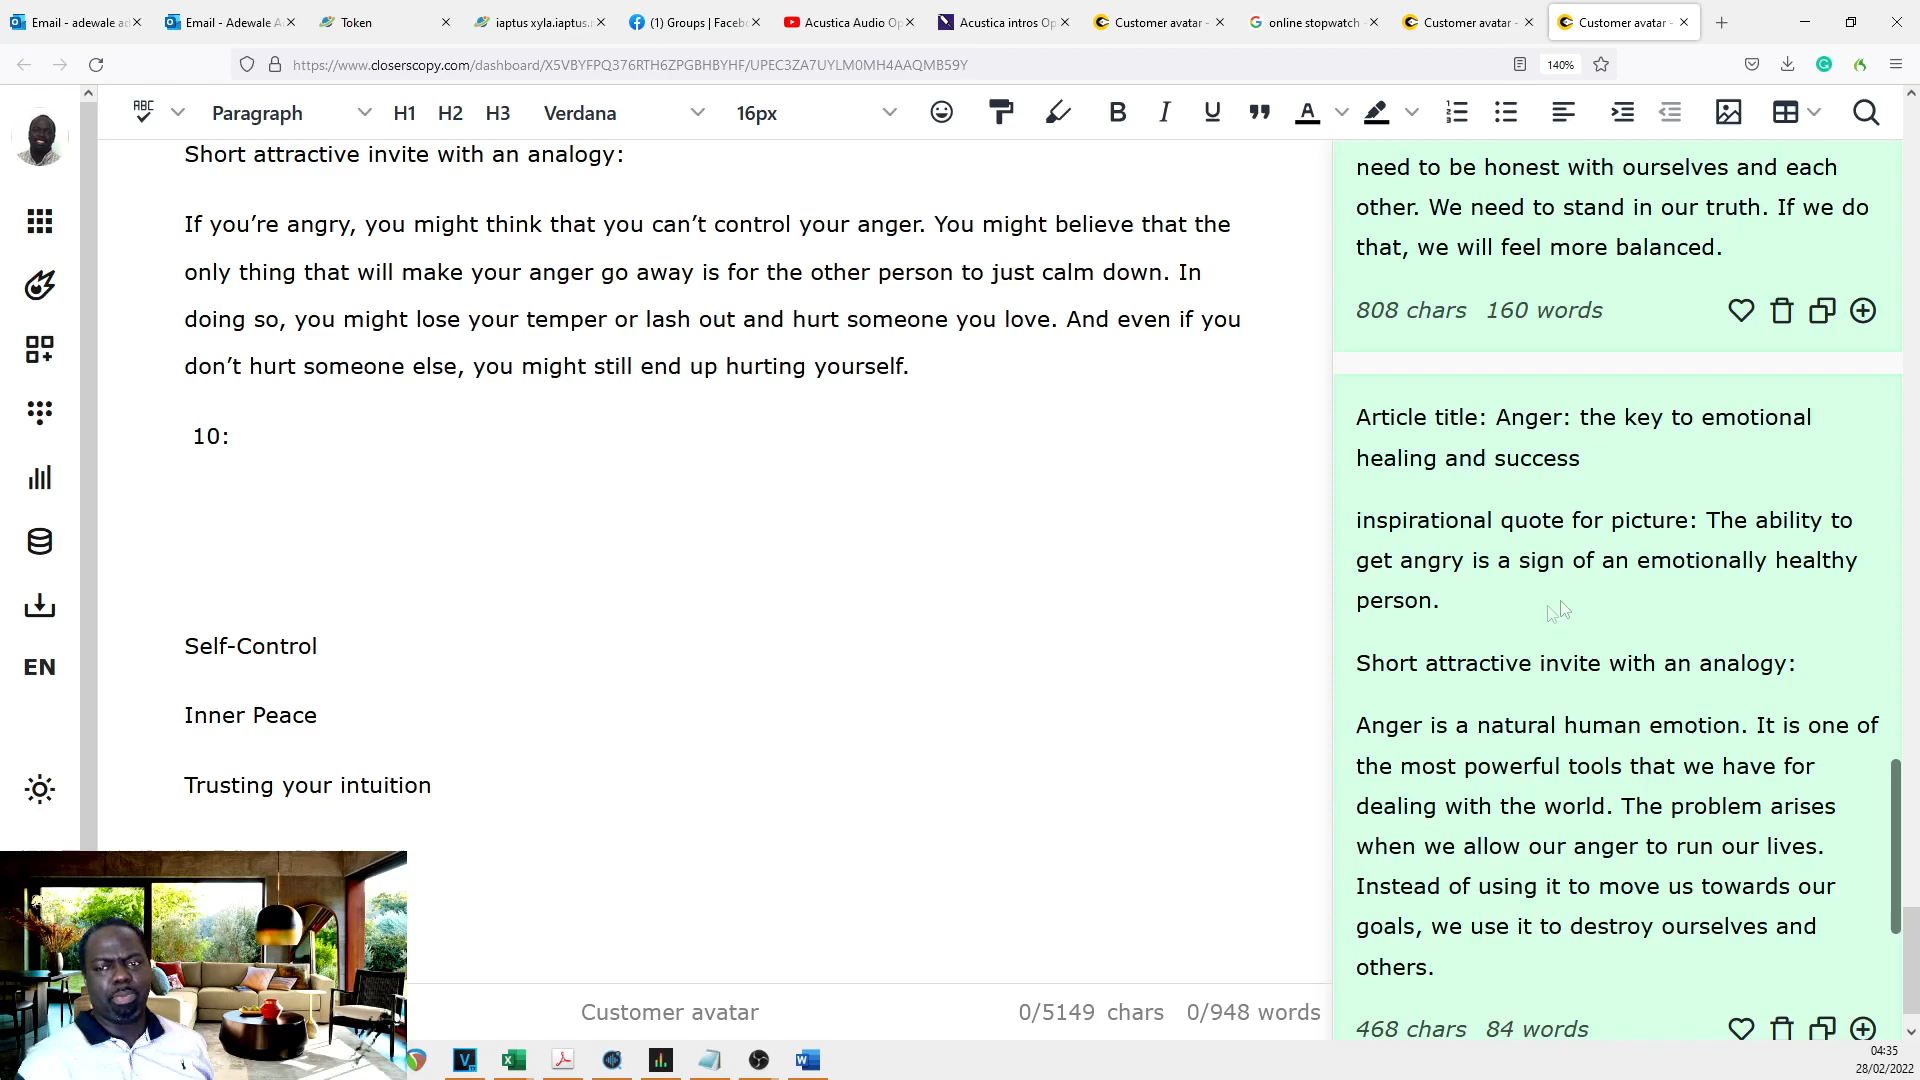 Email - adewale ad
Email - Adewale A
Token
iaptus xyla.iaptus.n
(1) Groups | Faceb
Acustica Audio Op
Acustica intros Op
Customer avatar -
online stopwatch -
Customer avatar -
Customer avatar -
https://www.closerscopy.com/dashboard/X5VBYFPQ376RTH6ZPGBHBYHF/UPEC3ZA7UYLM0MH4AAQMB59Y
140%
ABC
Paragraph
H1
H2
H3
Verdana
16px
B
I
U
A
Short attractive invite with an analogy:
If you’re angry, you might think that you can’t control your anger. You might believe that the
only thing that will make your anger go away is for the other person to just calm down. In
doing so, you might lose your temper or lash out and hurt someone you love. And even if you
don’t hurt someone else, you might still end up hurting yourself.
10:
Self-Control
Inner Peace
Trusting your intuition
EN
Customer avatar
0/5149 chars
0/948 words
need to be honest with ourselves and each
other. We need to stand in our truth. If we do
that, we will feel more balanced.
808 chars 160 words
Article title: Anger: the key to emotional
healing and success
inspirational quote for picture: The ability to
get angry is a sign of an emotionally healthy
person.
Short attractive invite with an analogy:
Anger is a natural human emotion. It is one of
the most powerful tools that we have for
dealing with the world. The problem arises
when we allow our anger to run our lives.
Instead of using it to move us towards our
goals, we use it to destroy ourselves and
others.
468 chars 84 words
04:35
28/02/2022